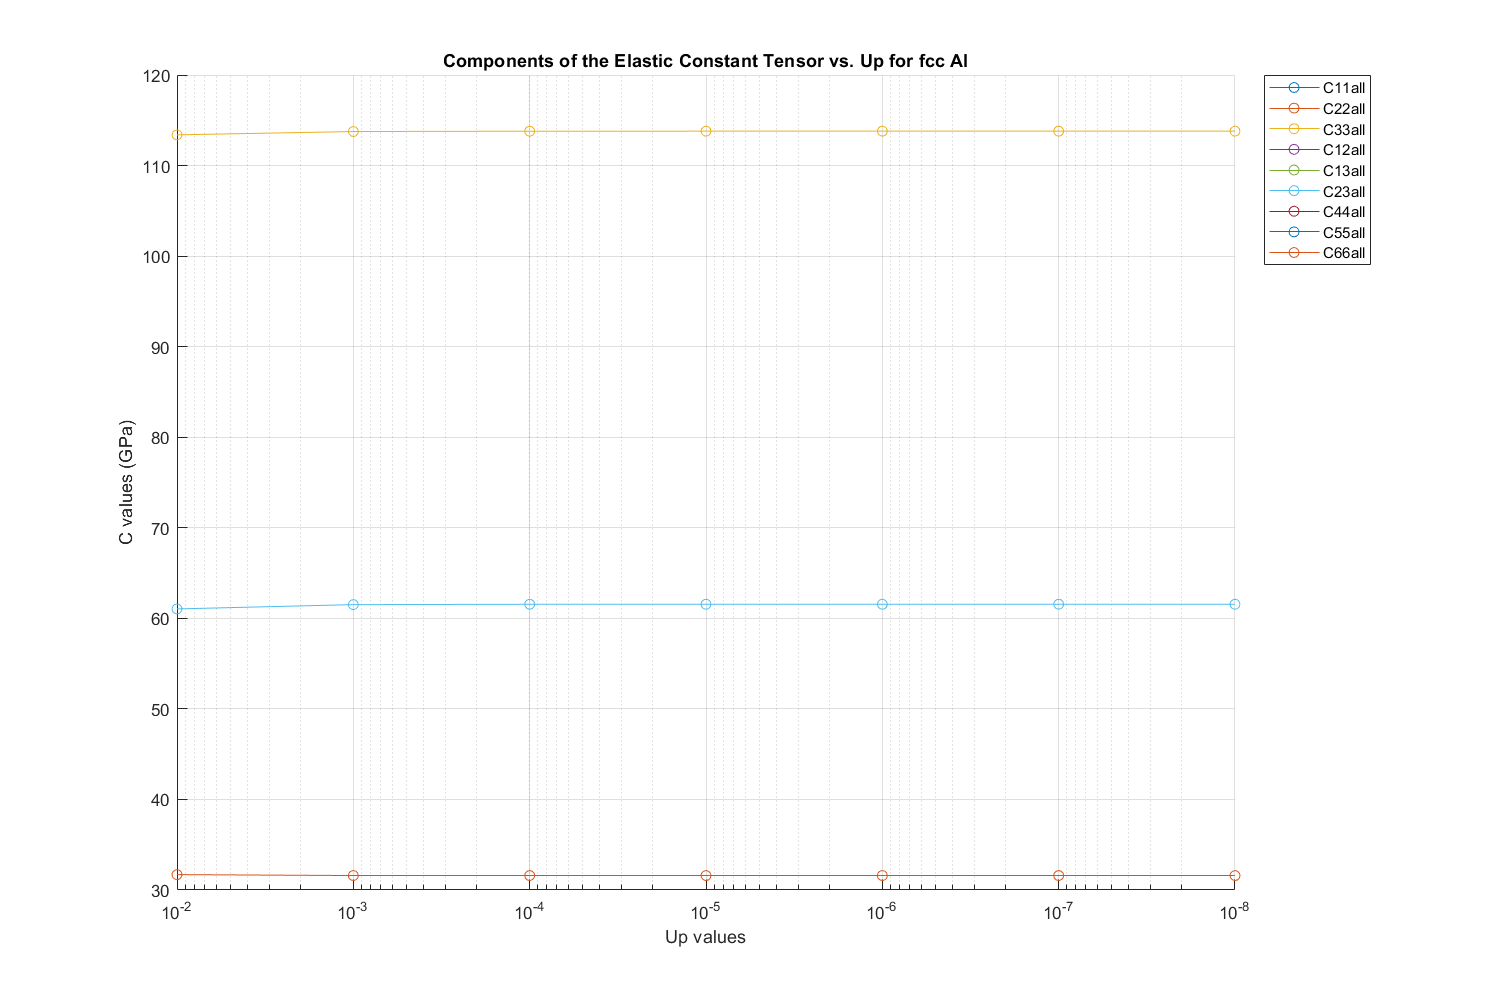 Components of the Elastic Constant Tensor vs. Up for fcc Al
120
110
100
90
80
70
60
50
40
30
C values (GPa)
10^-2 10^-3 10^-4 10^-5 10^-6 10^-7 10^-8
Up values
C11all
C22all
C33all
C12all
C13all
C23all
C44all
C55all
C66all